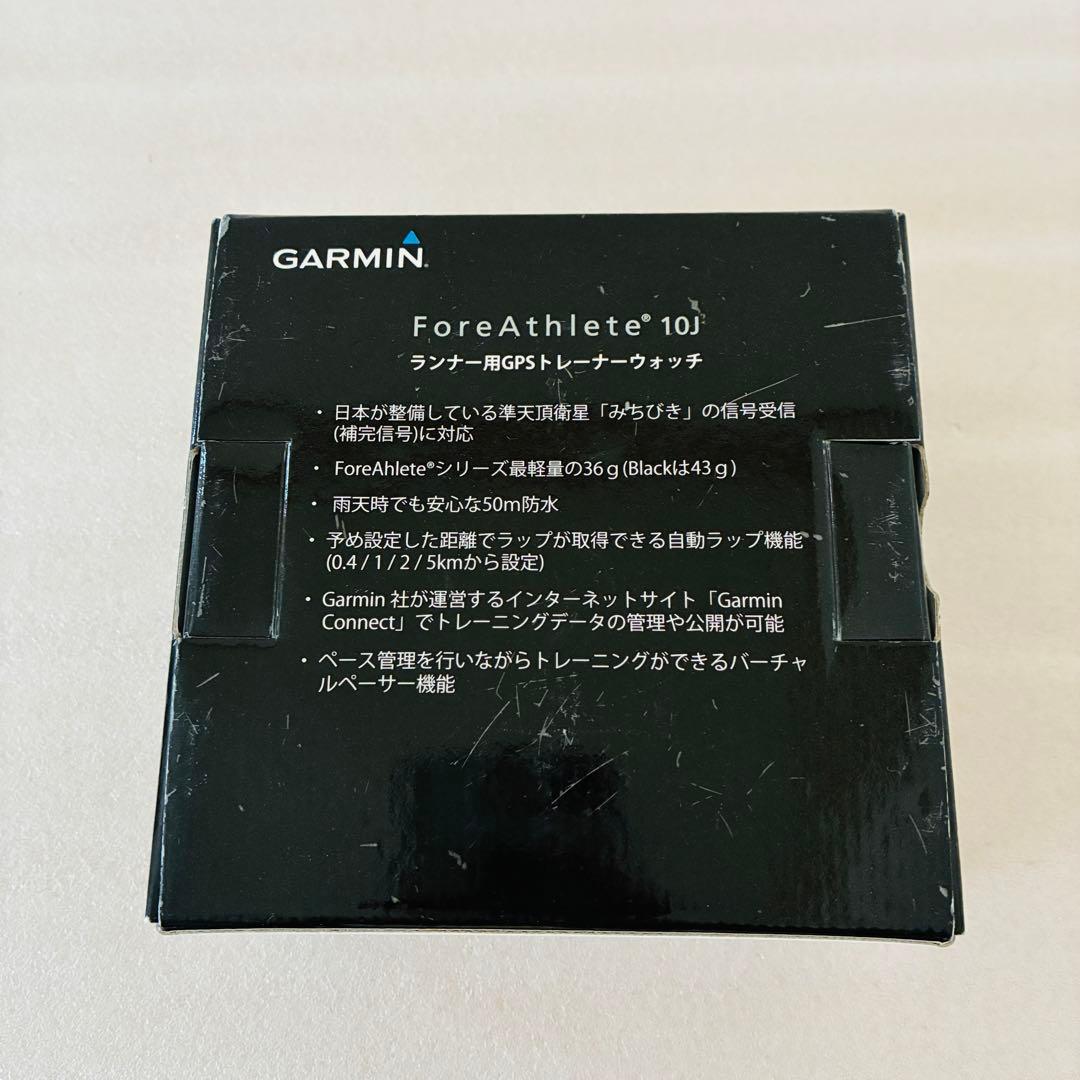 GARMIN
ForeAthlete® 10J
ランナー用GPSトレーナーウォッチ
・日本が整備している準天頂衛星「みちびき」の信号受信
(補完信号)に対応
・ForeAhlete®シリーズ最軽量の36g(Blackは43g)
・雨天時でも安心な50m防水
・予め設定した距離でラップが取得できる自動ラップ機能
(0.4 / 1 / 2 / 5kmから設定)
・Garmin 社が運営するインターネットサイト「Garmin
Connect」でトレーニングデータの管理や公開が可能
・ペース管理を行いながらトレーニングができるバーチャ
ルペーサー機能